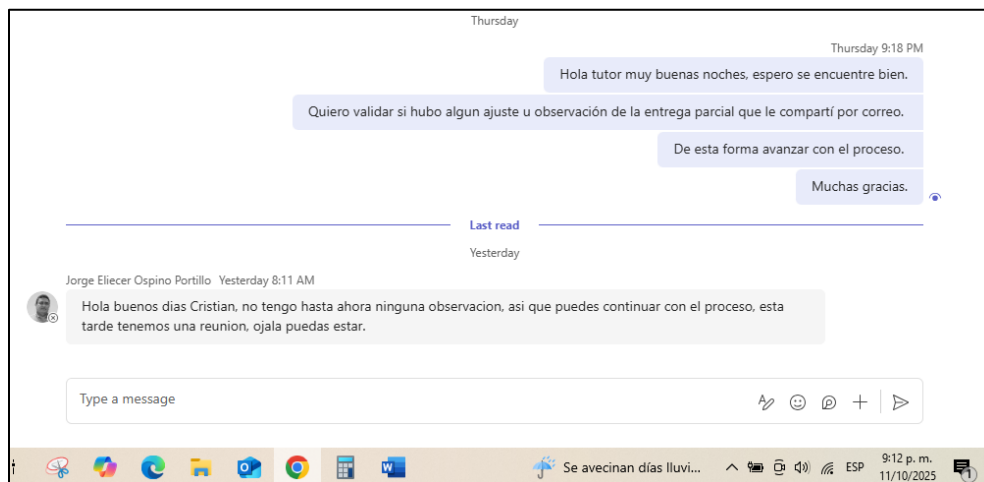 Thursday
Thursday 9:18 PM
Hola tutor muy buenas noches, espero se encuentre bien.
Quiero validar si hubo algun ajuste u observación de la entrega parcial que le compartí por correo.
De esta forma avanzar con el proceso.
Muchas gracias.
Last read
Yesterday
Jorge Eliecer Ospino Portillo Yesterday 8:11 AM
Hola buenos dias Cristian, no tengo hasta ahora ninguna observacion, asi que puedes continuar con el proceso, esta
tarde tenemos una reunion, ojala puedas estar.
Type a message
Se avecinan días lluvi... ESP 9:12 p. m.
11/10/2025
1